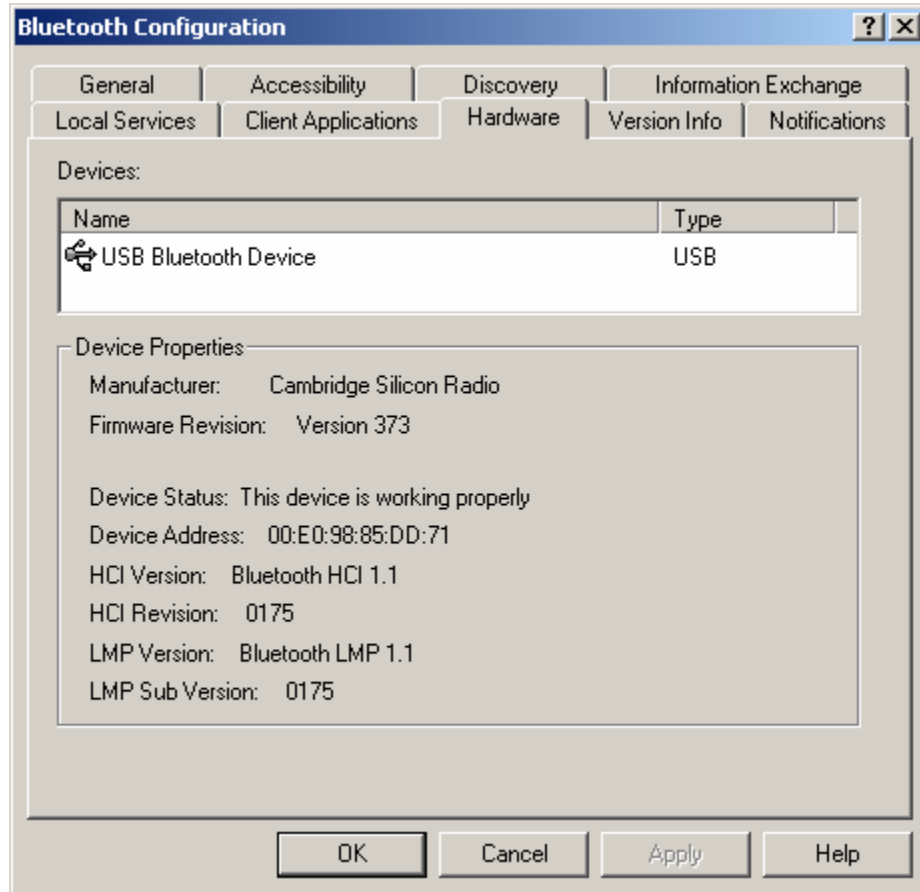 Bluetooth Configuration
General Accessibility Discovery Information Exchange
Local Services Client Applications Hardware Version Info Notifications
Devices:
Name Type
USB Bluetooth Device USB
Device Properties
Manufacturer: Cambridge Silicon Radio
Firmware Revision: Version 373
Device Status: This device is working properly
Device Address: 00:E0:98:85:DD:71
HCI Version: Bluetooth HCI 1.1
HCI Revision: 0175
LMP Version: Bluetooth LMP 1.1
LMP Sub Version: 0175
OK Cancel Apply Help